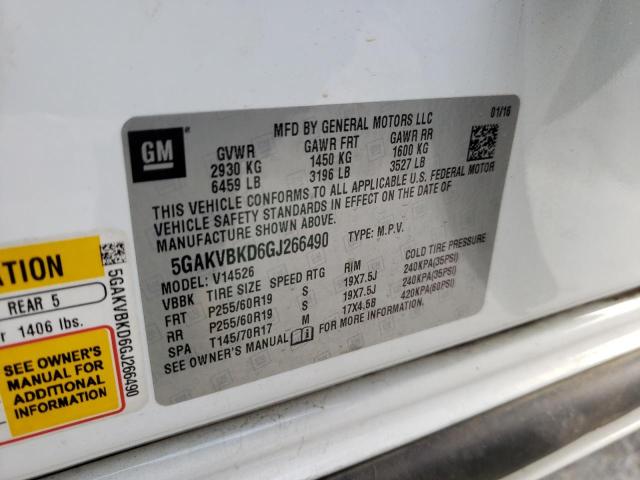 GM
MFD BY GENERAL MOTORS LLC
01/16
GVWR GAWR FRT GAWR RR
2930 KG 1450 KG 1600 KG
6459 LB 3196 LB 3527 LB
THIS VEHICLE CONFORMS TO ALL APPLICABLE U.S. FEDERAL MOTOR
VEHICLE SAFETY STANDARDS IN EFFECT ON THE DATE OF
MANUFACTURE SHOWN ABOVE.
5GAKVBKD6GJ266490 TYPE: M.P.V.
MODEL: V14526
VBBK TIRE SIZE SPEED RTG RIM COLD TIRE PRESSURE
FRT P255/60R19 S 19X7.5J 240KPA(35PSI)
RR P255/60R19 S 19X7.5J 240KPA(35PSI)
SPA T145/70R17 M 17X4.5B 420KPA(60PSI)
SEE OWNER'S MANUAL FOR MORE INFORMATION
ATION
REAR 5
r 1406 lbs.
SEE OWNER'S
MANUAL FOR
ADDITIONAL
INFORMATION
5GAKVBKD6GJ266490